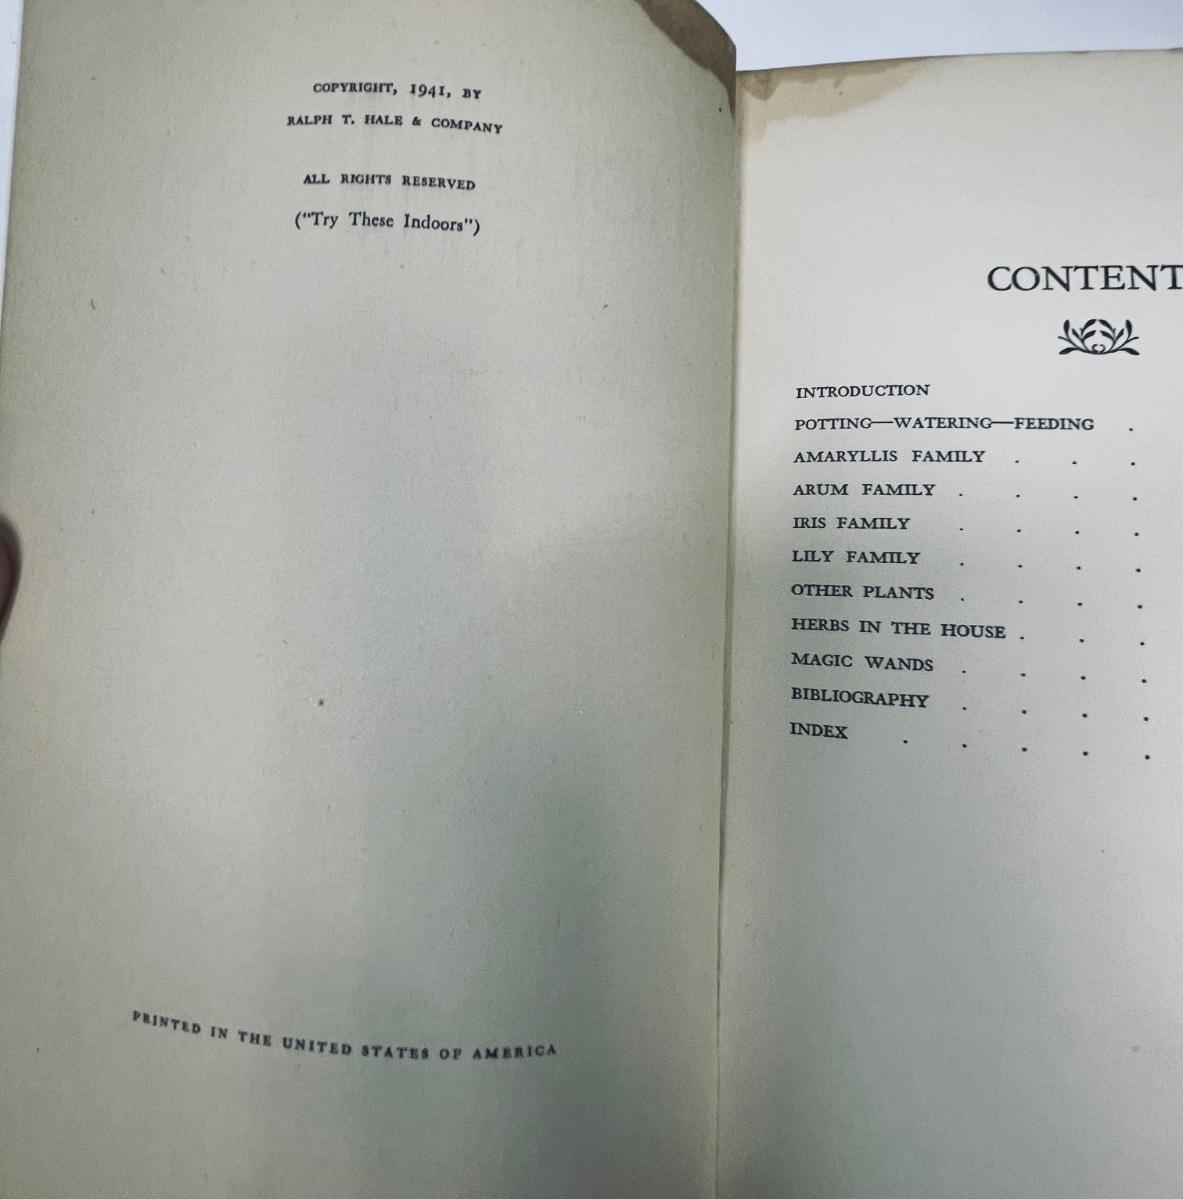 COPYRIGHT, 1941, BY
RALPH T. HALE & COMPANY
ALL RIGHTS RESERVED
("Try These Indoors")
PRINTED IN THE UNITED STATES OF AMERICA
CONTENT
INTRODUCTION
POTTING—WATERING—FEEDING .
AMARYLLIS FAMILY . . .
ARUM FAMILY . . . .
IRIS FAMILY . . . .
LILY FAMILY . . . .
OTHER PLANTS . . . .
HERBS IN THE HOUSE . . .
MAGIC WANDS . . . .
BIBLIOGRAPHY . . . .
INDEX . . . . .